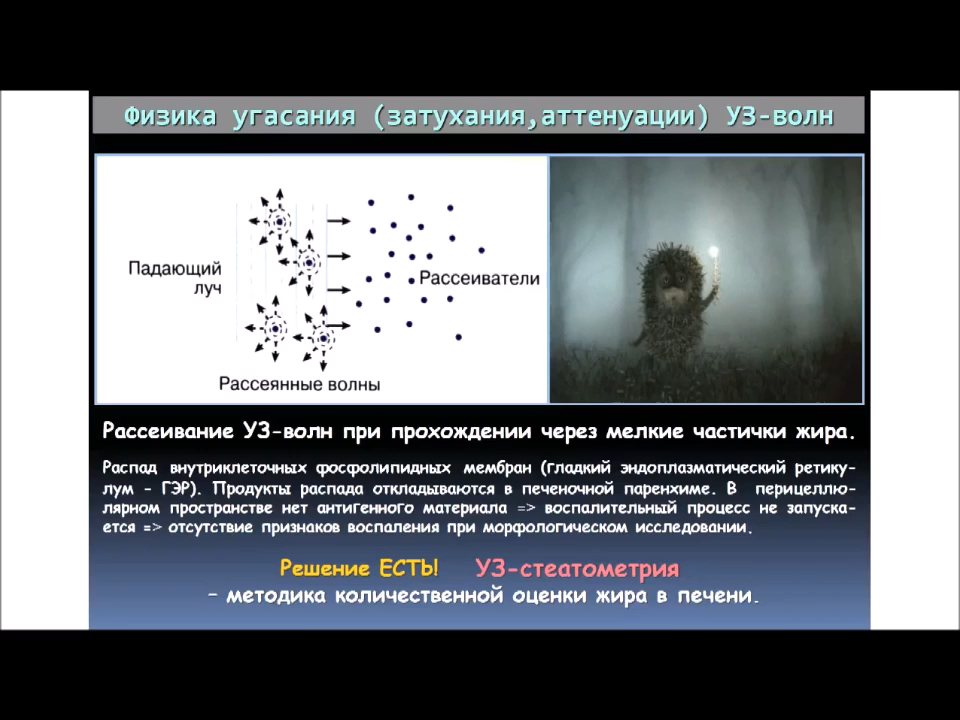 Физика угасания (затухания,аттенуации) УЗ-волн
Падающий
луч
Рассеиватели
Рассеянные волны
Рассеивание УЗ-волн при прохождении через мелкие частички жира.
Распад внутриклеточных фосфолипидных мембран (гладкий эндоплазматический ретику-
лум - ГЭР). Продукты распада откладываются в печеночной паренхиме. В перицеллю-
лярном пространстве нет антигенного материала => воспалительный процесс не запуска-
ется => отсутствие признаков воспаления при морфологическом исследовании.
Решение ЕСТЬ! УЗ-стеатометрия
– методика количественной оценки жира в печени.